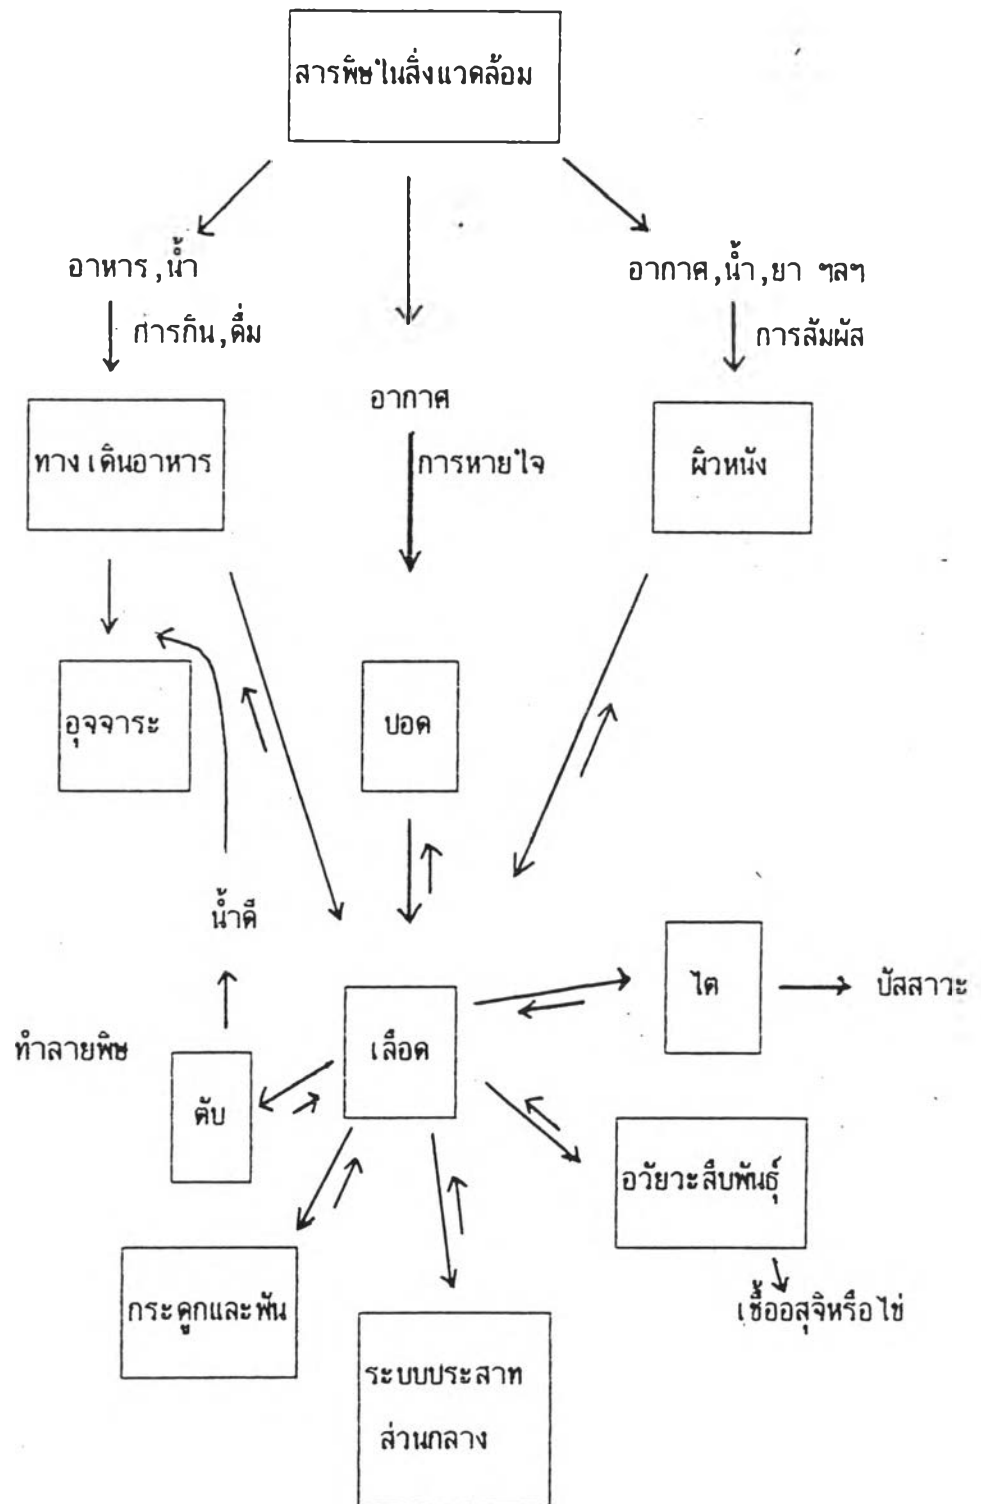 สารพิษในสิ่งแวดล้อม
อาหาร,น้ำ
อากาศ,น้ำ,ยา ฯลฯ
การกิน,ดื่ม
การสัมผัส
อากาศ
ทางเดินอาหาร
การหายใจ
ผิวหนัง
อุจจาระ
ปอด
น้ำดี
ไต
ปัสสาวะ
ทำลายพิษ
เลือด
ตับ
อวัยวะสืบพันธุ์
กระดูกและฟัน
เชื้ออสุจิหรือไข่
ระบบประสาท
ส่วนกลาง